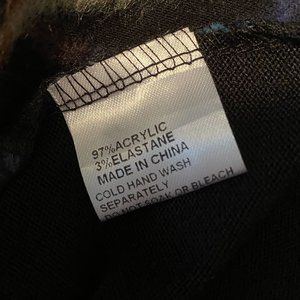 97%ACRYLIC
3%ELASTANE
MADE IN CHINA
COLD HAND WASH
SEPARATELY
DO NOT SOAK OR BLEACH